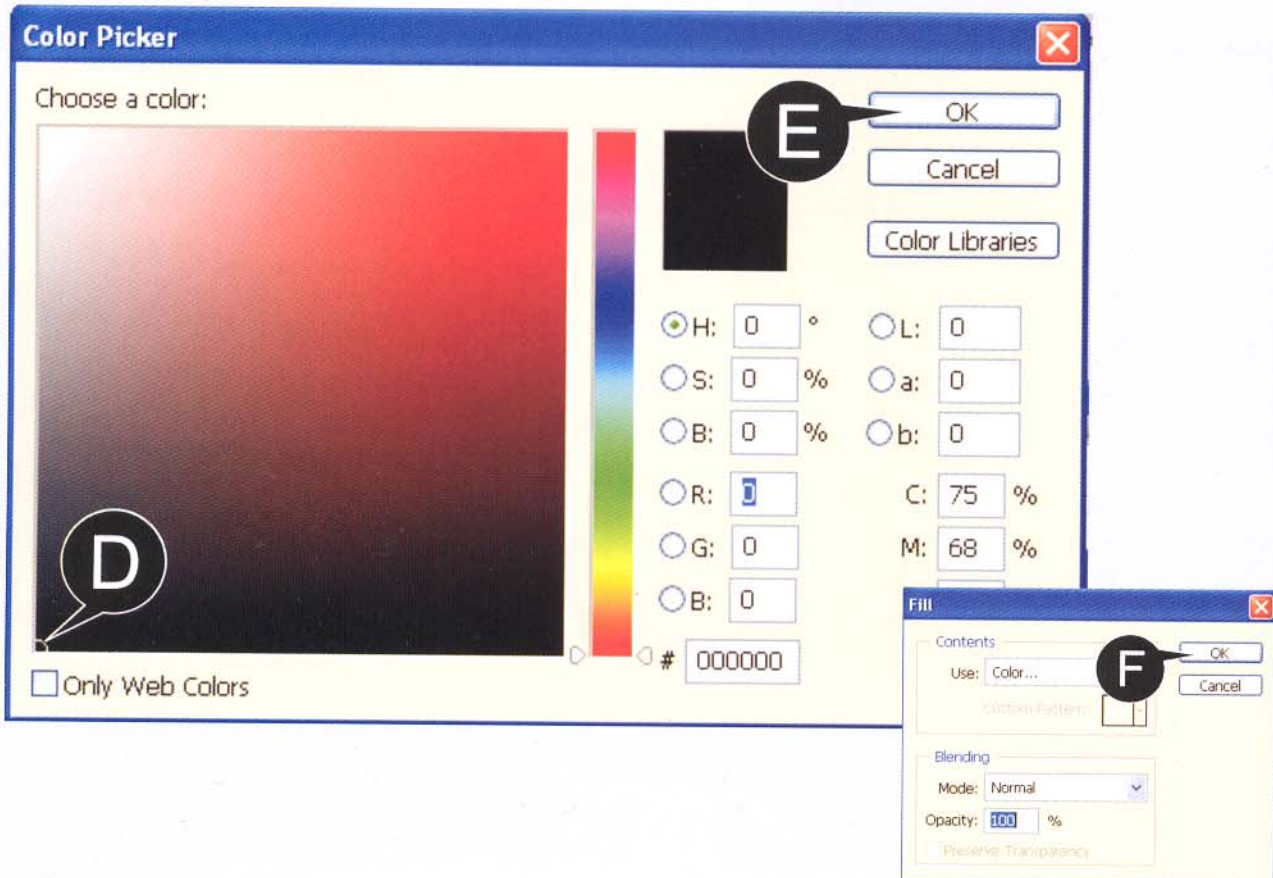 Color Picker
Choose a color:
E
OK
Cancel
Color Libraries
H: 0 °
L: 0
S: 0 %
a: 0
B: 0 %
b: 0
R: 0
C: 75 %
G: 0
M: 68 %
B: 0
# 000000
D
Only Web Colors
Fill
Contents
Use: Color...
F
OK
Cancel
Custom Pattern:
Blending
Mode: Normal
Opacity: 100 %
Preserve Transparency